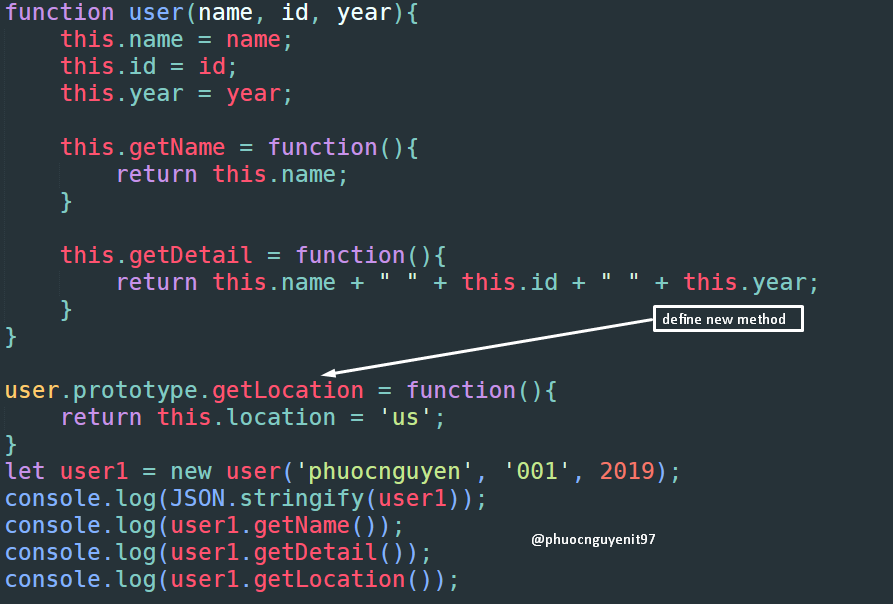 function user(name, id, year){
    this.name = name;
    this.id = id;
    this.year = year;

    this.getName = function(){
        return this.name;
    }

    this.getDetail = function(){
        return this.name + " " + this.id + " " + this.year;
    }
define new method
}

user.prototype.getLocation = function(){
    return this.location = 'us';
}
let user1 = new user('phuocnguyen', '001', 2019);
console.log(JSON.stringify(user1));
console.log(user1.getName());
@phuocnguyenit97
console.log(user1.getDetail());
console.log(user1.getLocation());